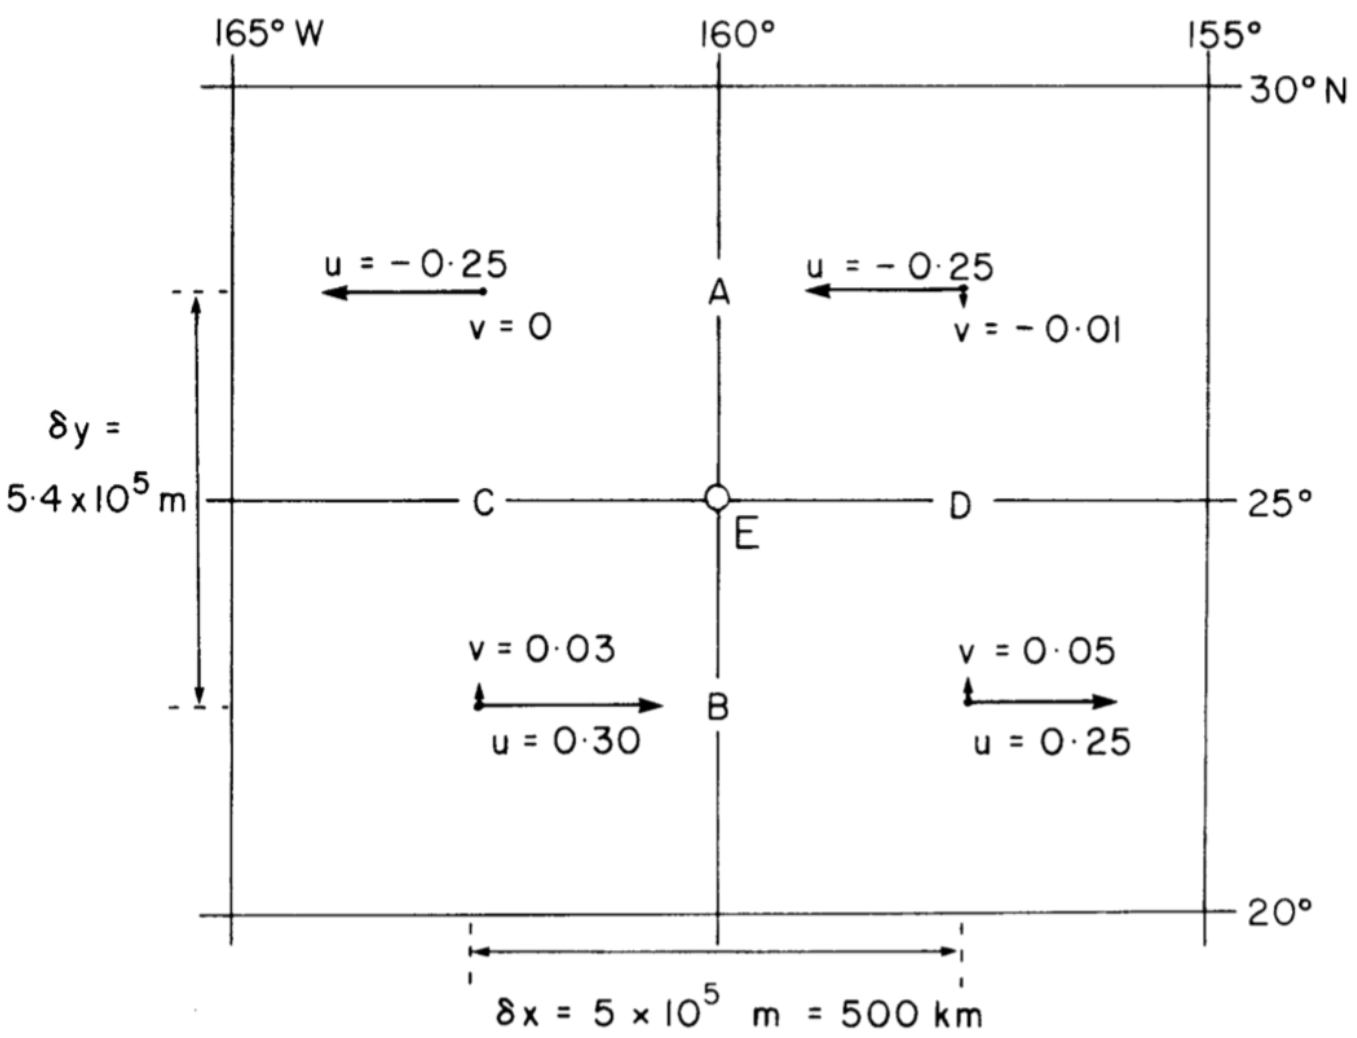 165° W 160° 155°
30° N
u = - 0·25 u = - 0·25
A
v = 0 v = - 0·01
δy =
5·4 x 10⁵ m C D 25°
E
v = 0·03 v = 0·05
B
u = 0·30 u = 0·25
20°
δx = 5 x 10⁵ m = 500 km